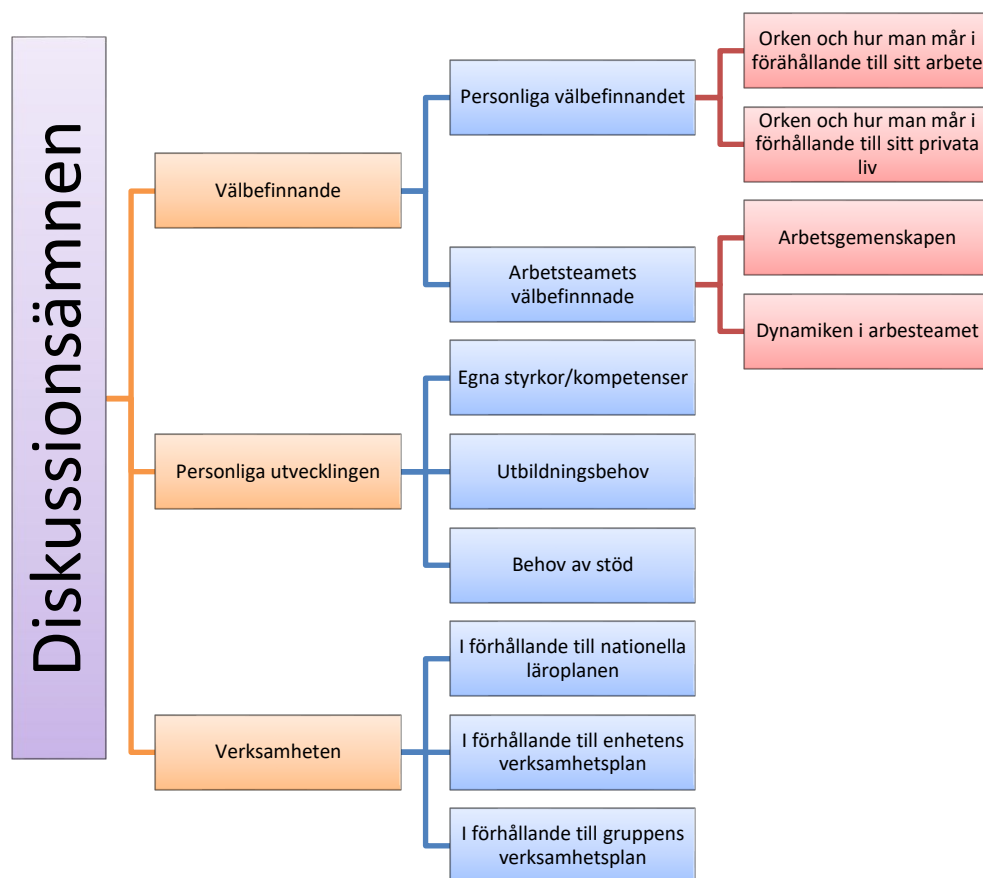 Diskussionsämnen
Välbefinnande
Personliga välbefinnandet
Orken och hur man mår i
förähållande till sitt arbete
Orken och hur man mår i
förhållande till sitt privata
liv
Arbetsteamets
välbefinnnade
Arbetsgemenskapen
Dynamiken i arbesteamet
Personliga utvecklingen
Egna styrkor/kompetenser
Utbildningsbehov
Behov av stöd
Verksamheten
I förhållande till nationella
läroplanen
I förhållande till enhetens
verksamhetsplan
I förhållande till gruppens
verksamhetsplan